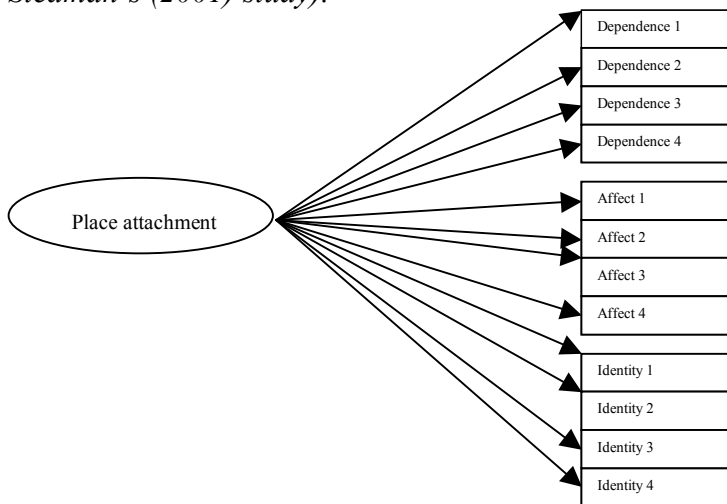 Stedman's (2001) study).
Dependence 1
Dependence 2
Dependence 3
Dependence 4
Place attachment
Affect 1
Affect 2
Affect 3
Affect 4
Identity 1
Identity 2
Identity 3
Identity 4